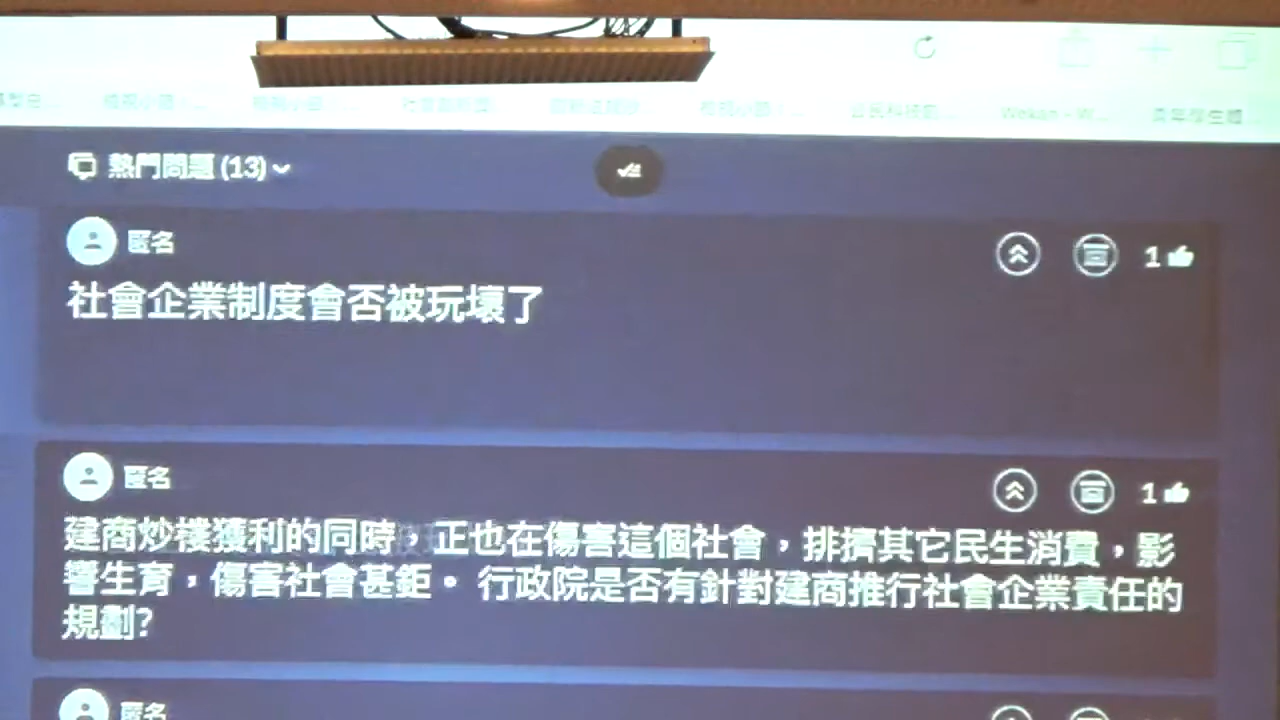 熱門問題 (13)
匿名
1
社會企業制度會否被玩壞了
匿名
1
建商炒樓獲利的同時，正也在傷害這個社會，排擠其它民生消費，影
響生育，傷害社會甚鉅。 行政院是否有針對建商推行社會企業責任的
規劃?
匿名